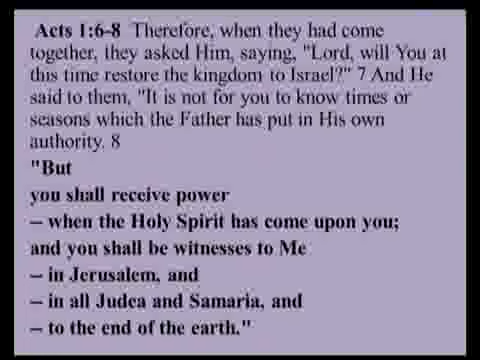 Acts 1:6-8 Therefore, when they had come
together, they asked Him, saying, "Lord, will You at
this time restore the kingdom to Israel?" 7 And He
said to them, "It is not for you to know times or
seasons which the Father has put in His own
authority. 8
"But
you shall receive power
-- when the Holy Spirit has come upon you;
and you shall be witnesses to Me
-- in Jerusalem, and
-- in all Judea and Samaria, and
-- to the end of the earth."